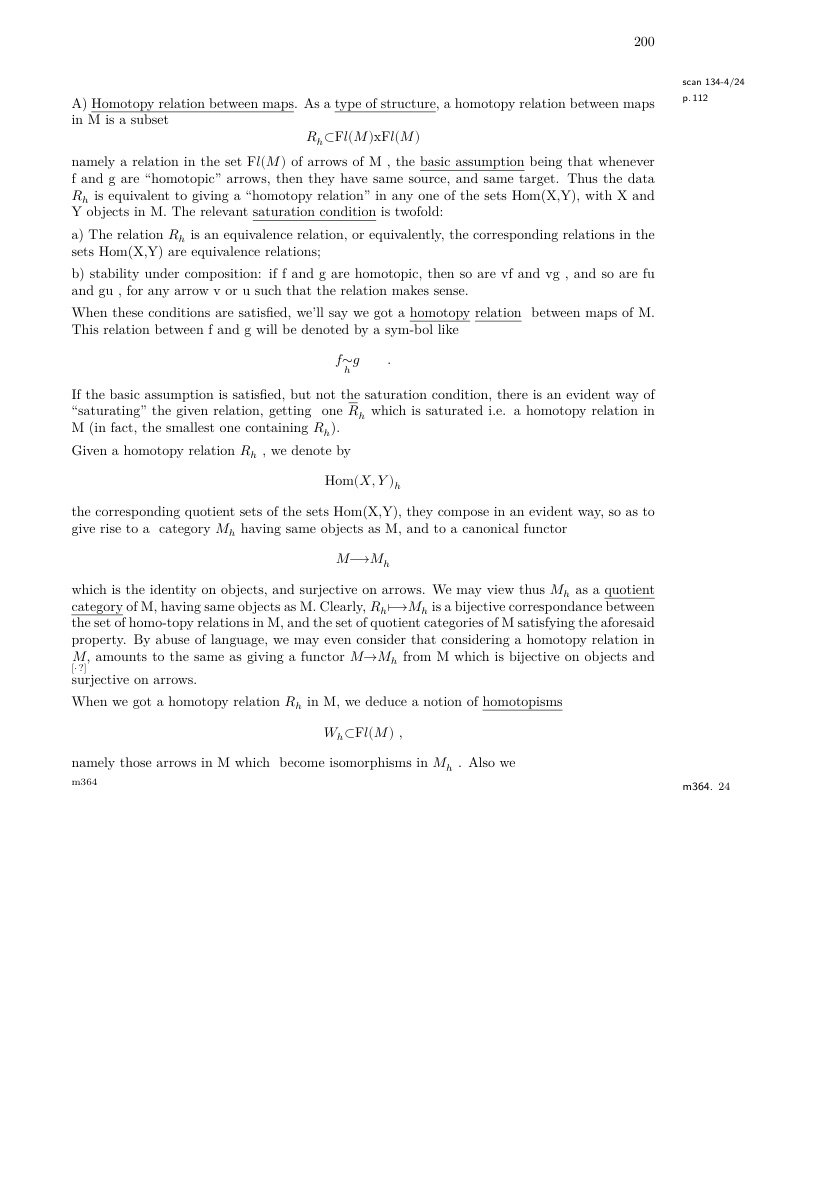 200
scan 134-4/24
p. 112
A) Homotopy relation between maps. As a type of structure, a homotopy relation between maps
in M is a subset
R_h⊂Fl(M)xFl(M)
namely a relation in the set Fl(M) of arrows of M , the basic assumption being that whenever
f and g are “homotopic” arrows, then they have same source, and same target. Thus the data
R_h is equivalent to giving a “homotopy relation” in any one of the sets Hom(X,Y), with X and
Y objects in M. The relevant saturation condition is twofold:
a) The relation R_h is an equivalence relation, or equivalently, the corresponding relations in the
sets Hom(X,Y) are equivalence relations;
b) stability under composition: if f and g are homotopic, then so are vf and vg , and so are fu
and gu , for any arrow v or u such that the relation makes sense.
When these conditions are satisfied, we’ll say we got a homotopy relation between maps of M.
This relation between f and g will be denoted by a sym-bol like
f ∼_h g .
If the basic assumption is satisfied, but not the saturation condition, there is an evident way of
“saturating” the given relation, getting one R̅_h which is saturated i.e. a homotopy relation in
M (in fact, the smallest one containing R_h).
Given a homotopy relation R_h , we denote by
Hom(X, Y)_h
the corresponding quotient sets of the sets Hom(X,Y), they compose in an evident way, so as to
give rise to a category M_h having same objects as M, and to a canonical functor
M⟶M_h
which is the identity on objects, and surjective on arrows. We may view thus M_h as a quotient
category of M, having same objects as M. Clearly, R_h⟼M_h is a bijective correspondance between
the set of homo-topy relations in M, and the set of quotient categories of M satisfying the aforesaid
property. By abuse of language, we may even consider that considering a homotopy relation in
M, amounts to the same as giving a functor M→M_h from M which is bijective on objects and
[·?]
surjective on arrows.
When we got a homotopy relation R_h in M, we deduce a notion of homotopisms
W_h⊂Fl(M) ,
namely those arrows in M which become isomorphisms in M_h . Also we
m364
m364. 24